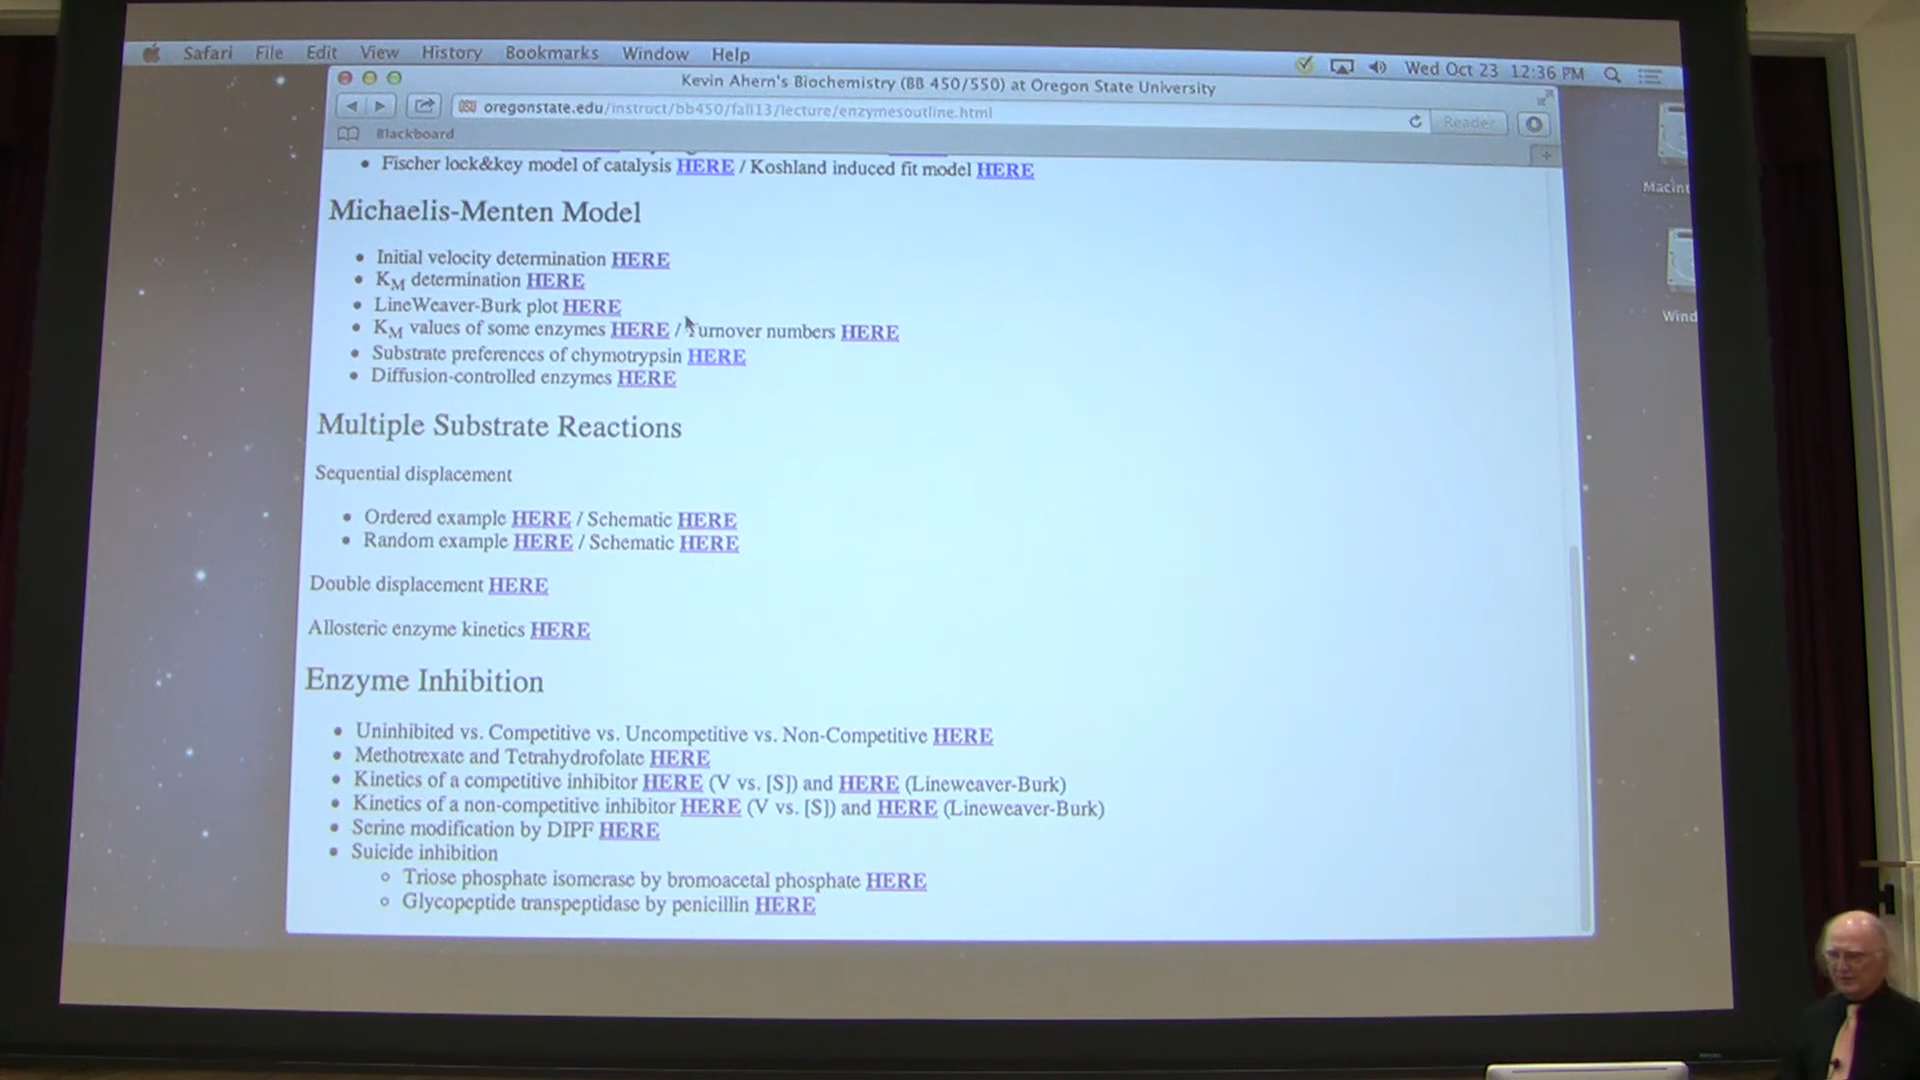 Safari File Edit View History Bookmarks Window Help
Wed Oct 23 12:36 PM
Kevin Ahern's Biochemistry (BB 450/550) at Oregon State University
OSU oregonstate.edu/instruct/bb450/fall13/lecture/enzymesoutline.html
Reader
Blackboard
Fischer lock&key model of catalysis HERE / Koshland induced fit model HERE
Michaelis-Menten Model
Initial velocity determination HERE
KM determination HERE
LineWeaver-Burk plot HERE
KM values of some enzymes HERE / Turnover numbers HERE
Substrate preferences of chymotrypsin HERE
Diffusion-controlled enzymes HERE
Multiple Substrate Reactions
Sequential displacement
Ordered example HERE / Schematic HERE
Random example HERE / Schematic HERE
Double displacement HERE
Allosteric enzyme kinetics HERE
Enzyme Inhibition
Uninhibited vs. Competitive vs. Uncompetitive vs. Non-Competitive HERE
Methotrexate and Tetrahydrofolate HERE
Kinetics of a competitive inhibitor HERE (V vs. [S]) and HERE (Lineweaver-Burk)
Kinetics of a non-competitive inhibitor HERE (V vs. [S]) and HERE (Lineweaver-Burk)
Serine modification by DIPF HERE
Suicide inhibition
Triose phosphate isomerase by bromoacetal phosphate HERE
Glycopeptide transpeptidase by penicillin HERE
Macint
Wind